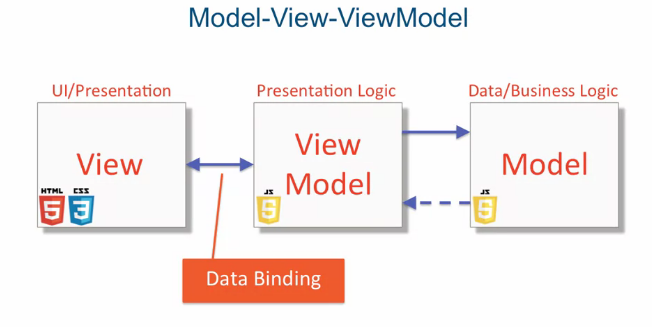 Model-View-ViewModel
UI/Presentation
Presentation Logic
Data/Business Logic
View
View
Model
Model
HTML
5
CSS
3
JS
5
JS
5
Data Binding